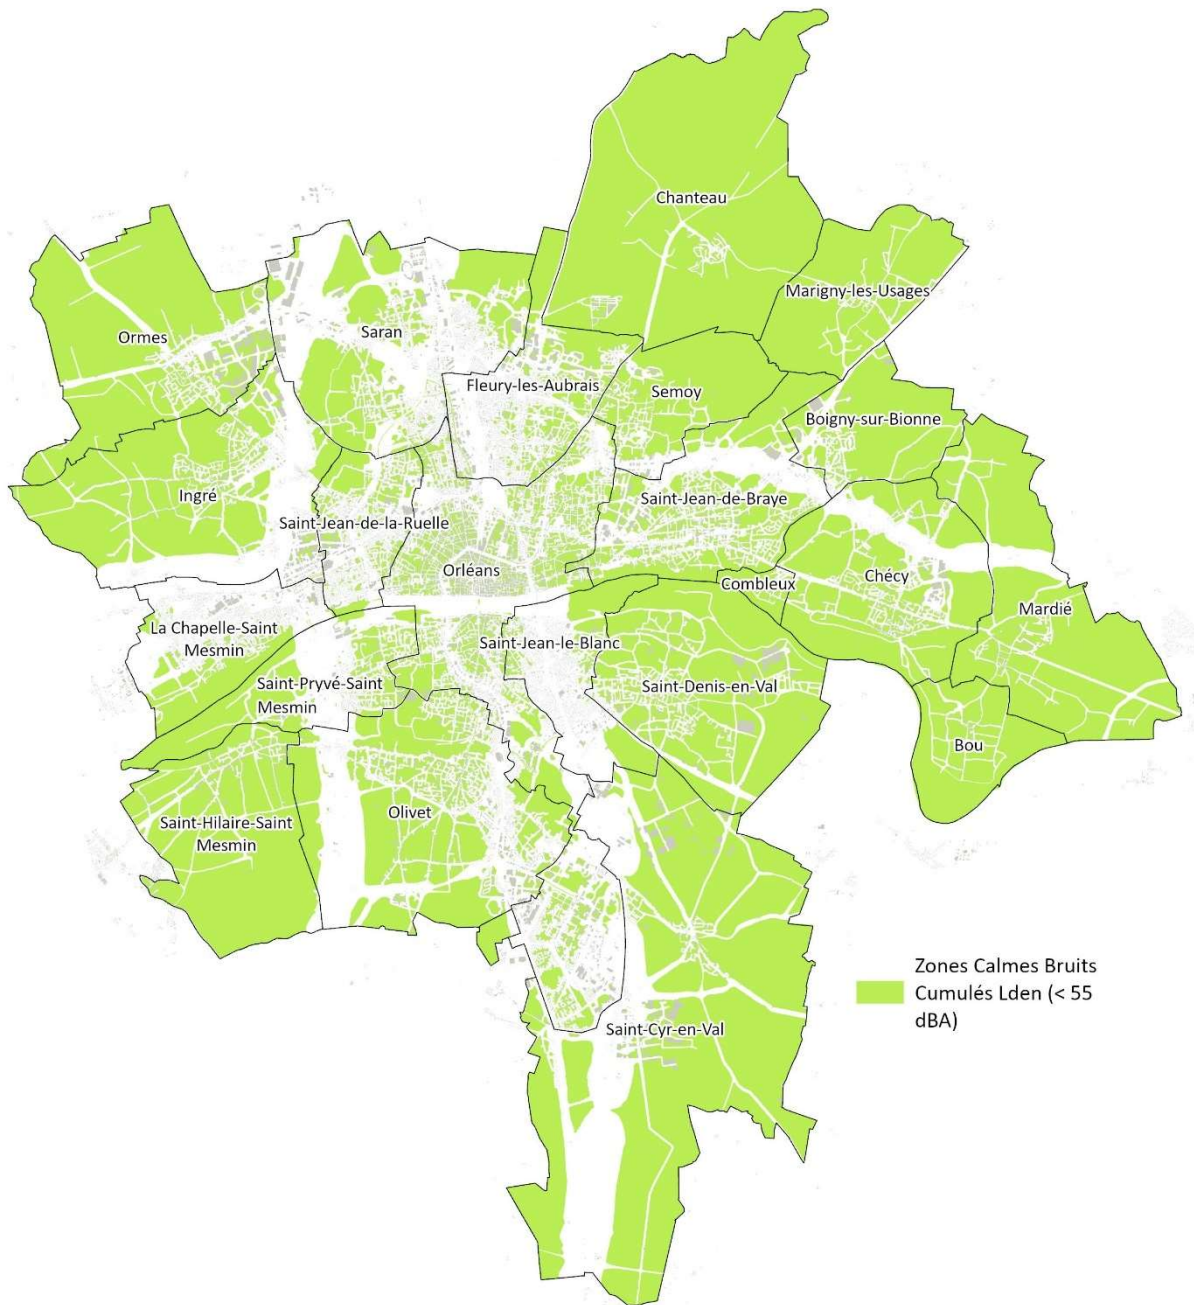 Chanteau
Marigny-les-Usages
Ormes
Saran
Fleury-les-Aubrais
Semoy
Boigny-sur-Bionne
Ingré
Saint-Jean-de-la-Ruelle
Saint-Jean-de-Braye
Orléans
Combleux
Chécy
Mardié
La Chapelle-Saint
Mesmin
Saint-Jean-le-Blanc
Saint-Pryvé-Saint
Mesmin
Saint-Denis-en-Val
Bou
Saint-Hilaire-Saint
Mesmin
Olivet
Zones Calmes Bruits
Cumulés Lden (< 55
dBA)
Saint-Cyr-en-Val